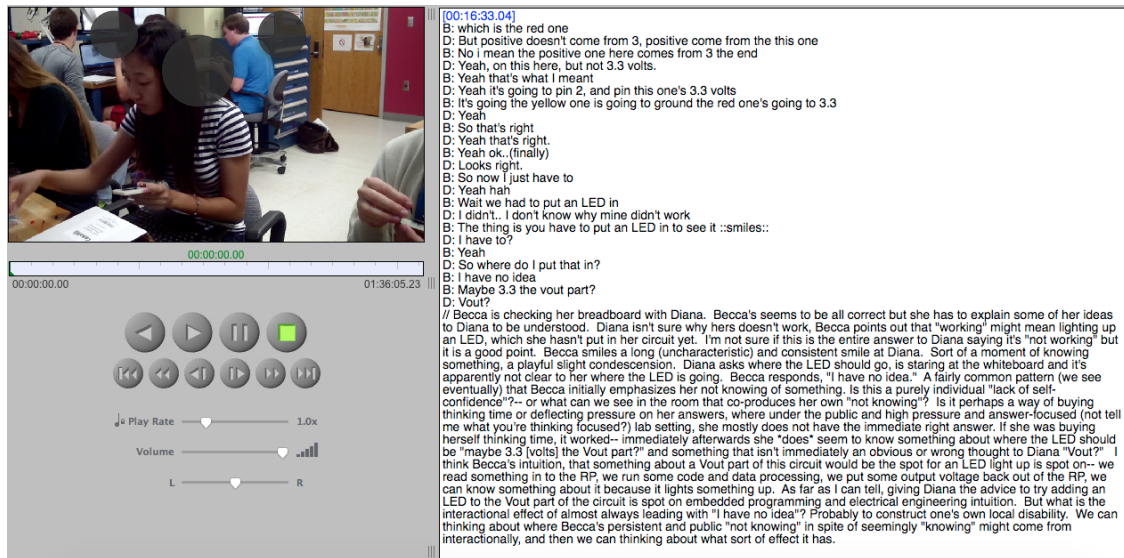 [00:16:33.04]
B: which is the red one
D: But positive doesn't come from 3, positive come from the this one
B: No i mean the positive one here comes from 3 the end
D: Yeah, on this here, but not 3.3 volts.
B: Yeah that's what I meant
D: Yeah it's going to pin 2, and pin this one's 3.3 volts
B: It's going the yellow one is going to ground the red one's going to 3.3
D: Yeah
B: So that's right
D: Yeah that's right.
B: Yeah ok..(finally)
D: Looks right.
B: So now I just have to
D: Yeah hah
B: Wait we had to put an LED in
D: I didn't.. I don't know why mine didn't work
B: The thing is you have to put an LED in to see it ::smiles::
D: I have to?
B: Yeah
D: So where do I put that in?
B: I have no idea
B: Maybe 3.3 the vout part?
D: Vout?
// Becca is checking her breadboard with Diana. Becca's seems to be all correct but she has to explain some of her ideas
to Diana to be understood. Diana isn't sure why hers doesn't work, Becca points out that "working" might mean lighting up
an LED, which she hasn't put in her circuit yet. I'm not sure if this is the entire answer to Diana saying it's "not working" but
it is a good point. Becca smiles a long (uncharacteristic) and consistent smile at Diana. Sort of a moment of knowing
something, a playful slight condescension. Diana asks where the LED should go, is staring at the whiteboard and it's
apparently not clear to her where the LED is going. Becca responds, "I have no idea." A fairly common pattern (we see
eventually) that Becca initially emphasizes her not knowing of something. Is this a purely individual "lack of self-
confidence"?-- or what can we see in the room that co-produces her own "not knowing"? Is it perhaps a way of buying
thinking time or deflecting pressure on her answers, where under the public and high pressure and answer-focused (not tell
me what you're thinking focused?) lab setting, she mostly does not have the immediate right answer. If she was buying
herself thinking time, it worked-- immediately afterwards she *does* seem to know something about where the LED should
be "maybe 3.3 [volts] the Vout part?" and something that isn't immediately an obvious or wrong thought to Diana "Vout?" I
think Becca's intuition, that something about a Vout part of this circuit would be the spot for an LED light up is spot on-- we
read something in to the RP, we run some code and data processing, we put some output voltage back out of the RP, we
can know something about it because it lights something up. As far as I can tell, giving Diana the advice to try adding an
LED to the Vout part of the circuit is spot on embedded programming and electrical engineering intuition. But what is the
interactional effect of almost always leading with "I have no idea"? Probably to construct one's own local disability. We can
thinking about where Becca's persistent and public "not knowing" in spite of seemingly "knowing" might come from
interactionally, and then we can thinking about what sort of effect it has.
00:00:00.00
00:00:00.00 01:36:05.23
Play Rate 1.0x
Volume
L R